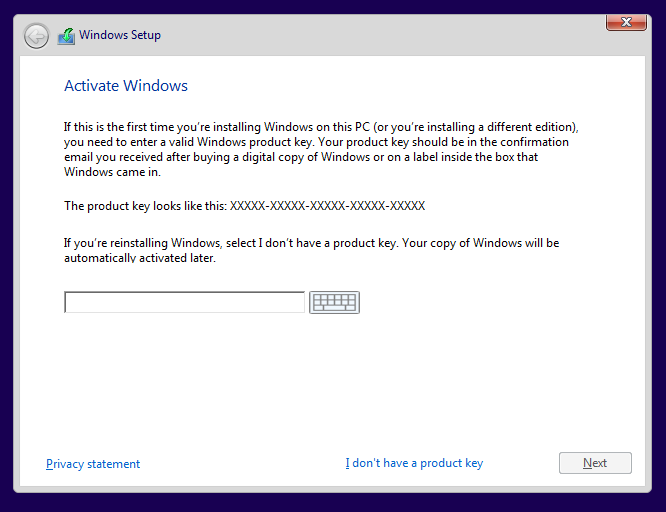 Windows Setup
Activate Windows
If this is the first time you're installing Windows on this PC (or you're installing a different edition),
you need to enter a valid Windows product key. Your product key should be in the confirmation
email you received after buying a digital copy of Windows or on a label inside the box that
Windows came in.
The product key looks like this: XXXXX-XXXXX-XXXXX-XXXXX-XXXXX
If you're reinstalling Windows, select I don't have a product key. Your copy of Windows will be
automatically activated later.
Privacy statement
I don't have a product key
Next